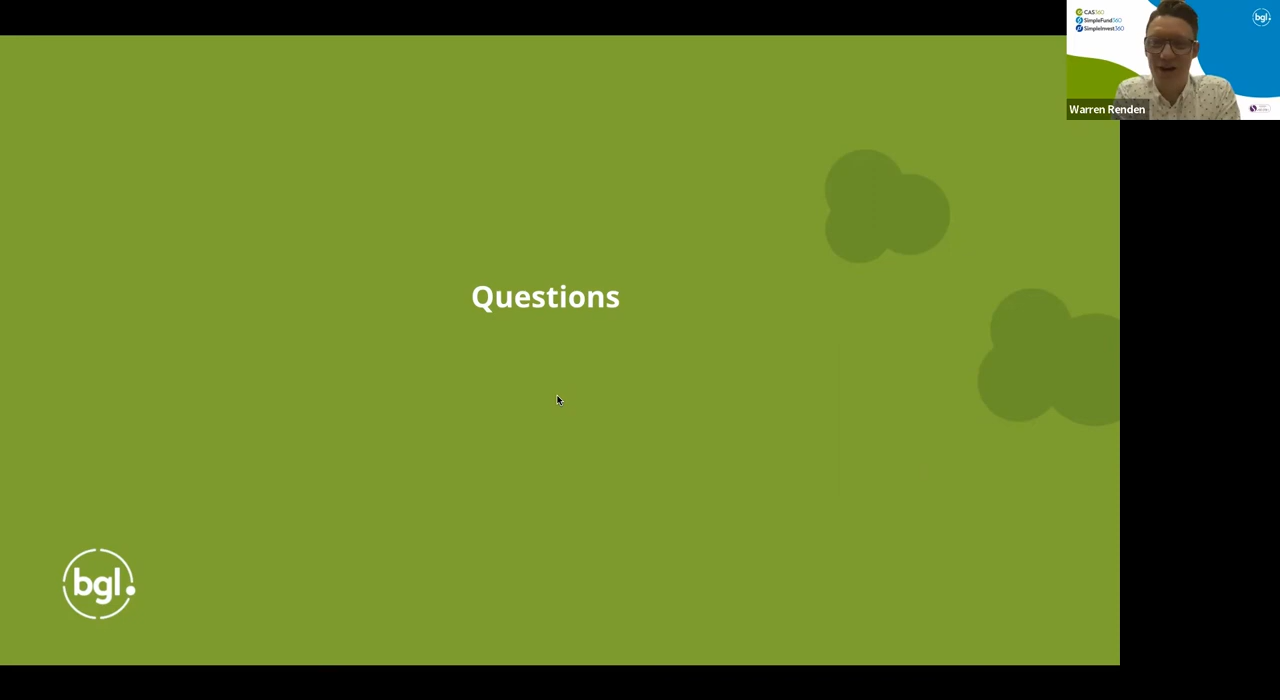 CAS360
SimpleFund360
SimpleInvest360
bgl.
Warren Renden
Questions
bgl.